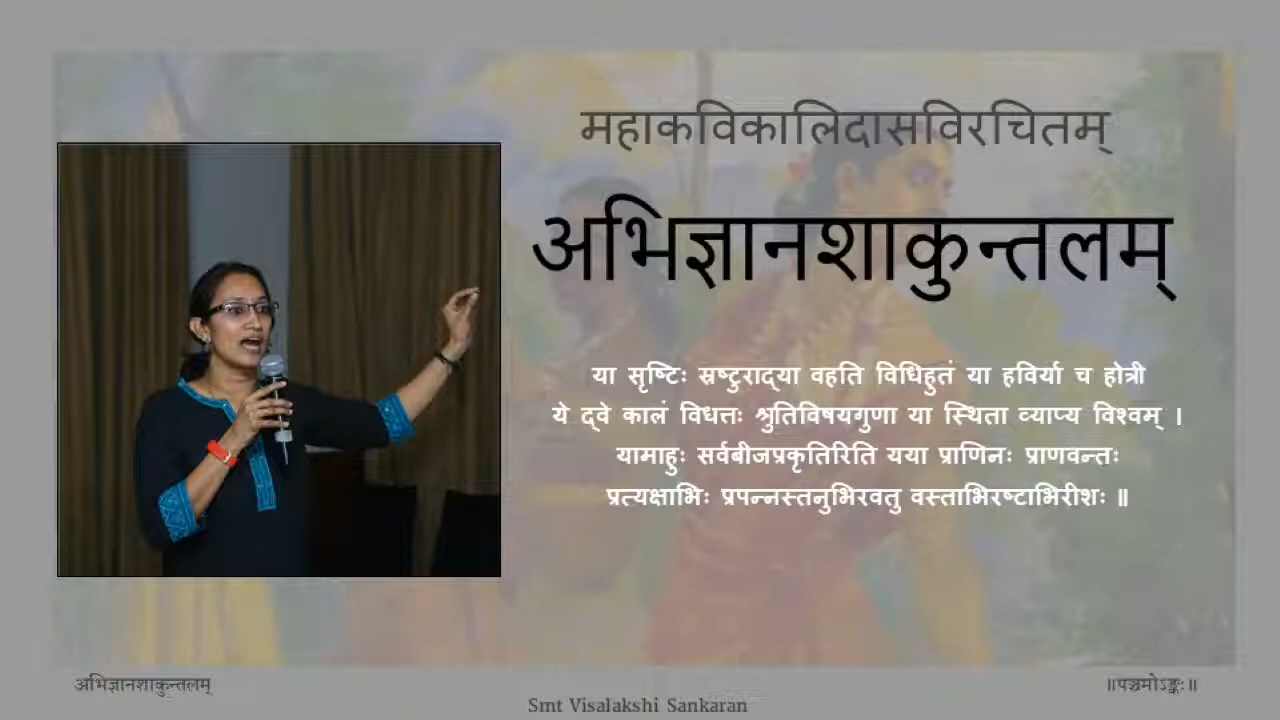 महाकविकालिदासविरचितम्
अभिज्ञानशाकुन्तलम्
या सृष्टिः स्रष्टुराद्या वहति विधिहुतं या हविर्या च होत्री
ये द्वे कालं विधत्तः श्रुतिविषयगुणा या स्थिता व्याप्य विश्वम् ।
यामाहुः सर्वबीजप्रकृतिरिति यया प्राणिनः प्राणवन्तः
प्रत्यक्षाभिः प्रपन्नस्तनुभिरवतु वस्ताभिरष्टाभिरीशः ॥
अभिज्ञानशाकुन्तलम्
॥पञ्चमोऽङ्कः॥
Smt Visalakshi Sankaran